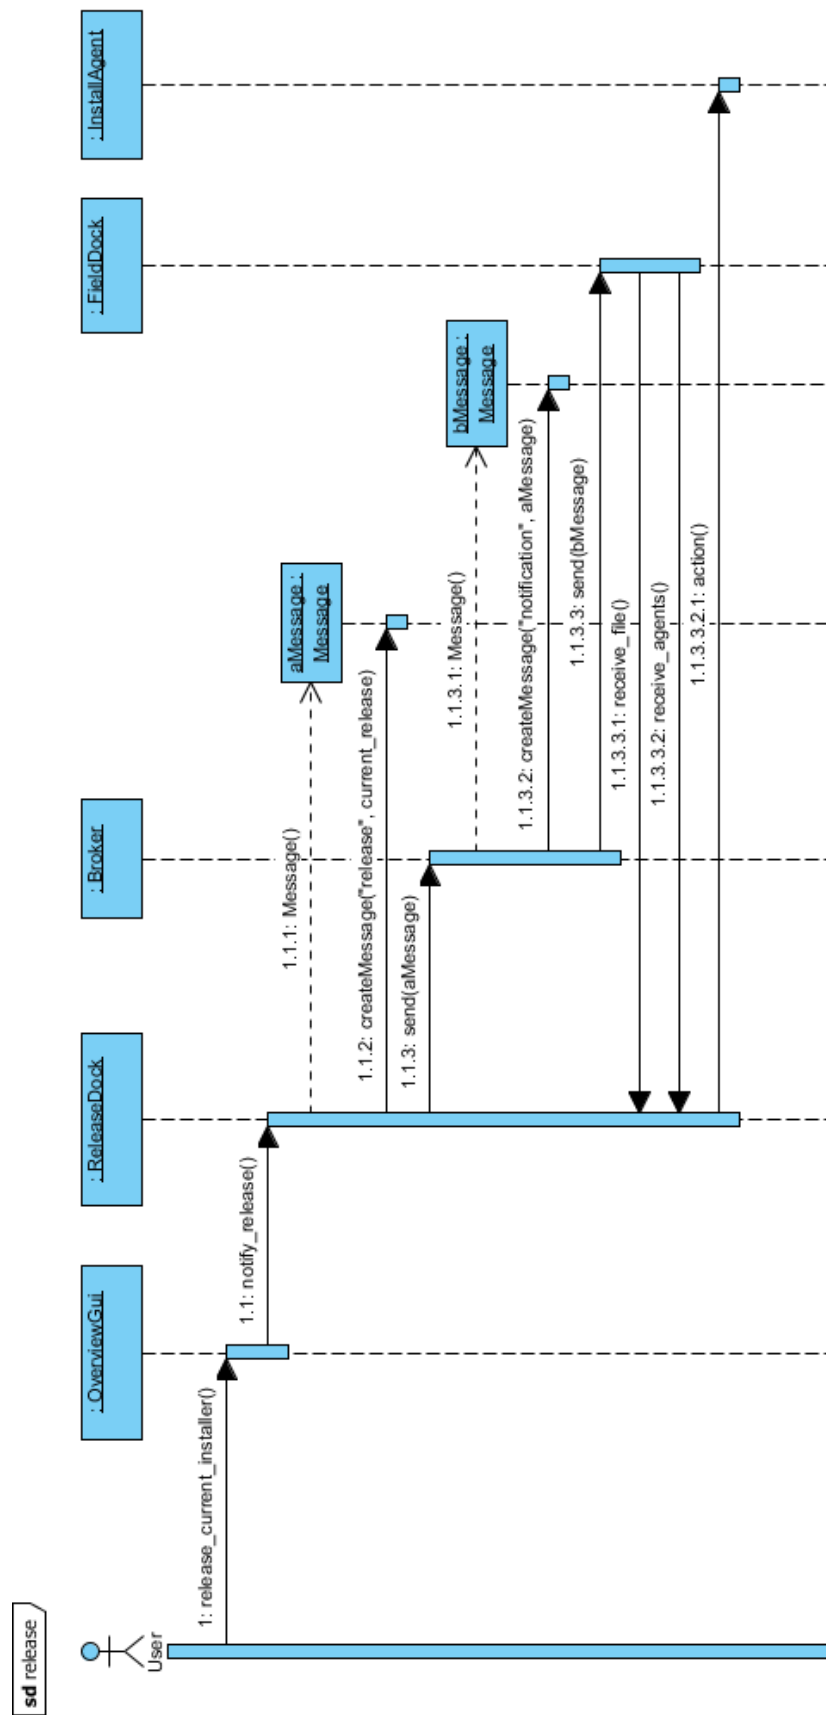 sd release
User
: OverviewGui
: ReleaseDock
: Broker
aMessage :
Message
bMessage :
Message
: FieldDock
: InstallAgent
1: release_current_installer()
1.1: notify_release()
1.1.1: Message()
1.1.2: createMessage("release", current_release)
1.1.3: send(aMessage)
1.1.3.1: Message()
1.1.3.2: createMessage("notification", aMessage)
1.1.3.3: send(bMessage)
1.1.3.3.1: receive_file()
1.1.3.3.2: receive_agents()
1.1.3.3.2.1: action()